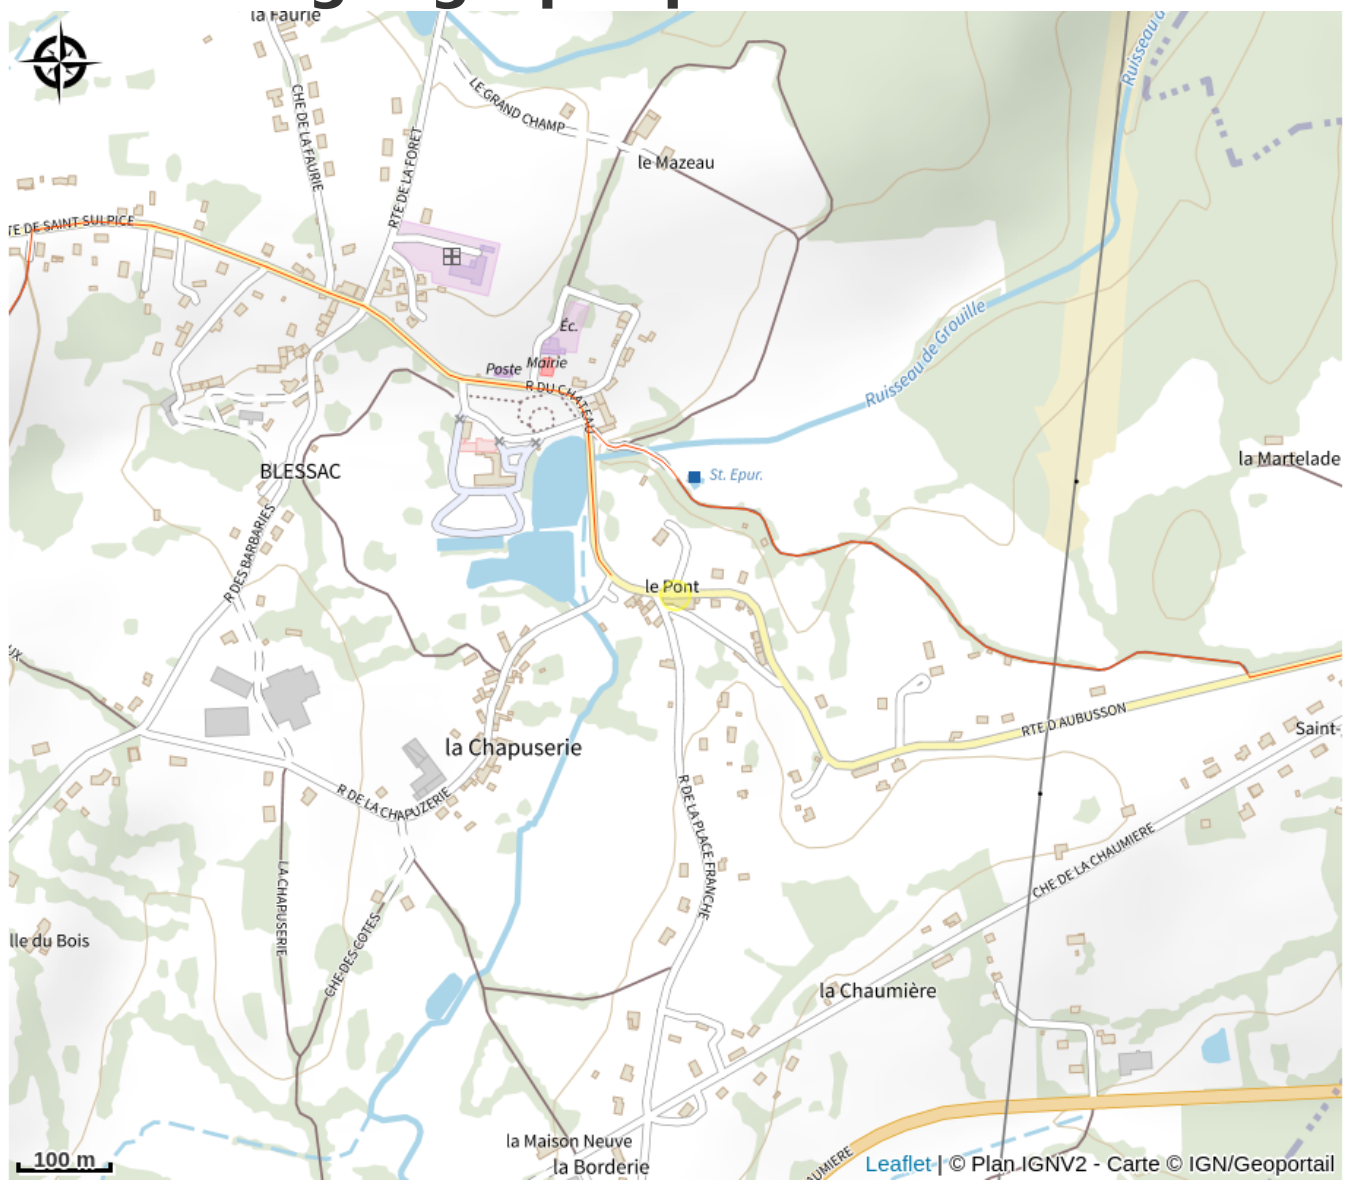 la Faurie
Ruisseau d
LE GRAND CHAMP
CHE DE LA FAURIE
RTE DE LA FORET
le Mazeau
TE DE SAINT SULPICE
Éc.
Ruisseau de Grouille
Mairie
Poste
R DU CHATEAU
BLESSAC
St. Epur.
la Martelade
R DES BARBARIES
le Pont
UX
RTE D AUBUSSON
Saint-
la Chapuserie
R DE LA CHAPUZERIE
R DE LA PLACE FRANCHE
CHE DE LA CHAUMIERE
LA CHAPUSERIE
lle du Bois
CHE DES COTES
la Chaumière
la Maison Neuve
la Borderie
AUMIERE
100 m
Leaflet | © Plan IGNV2 - Carte © IGN/Geoportail